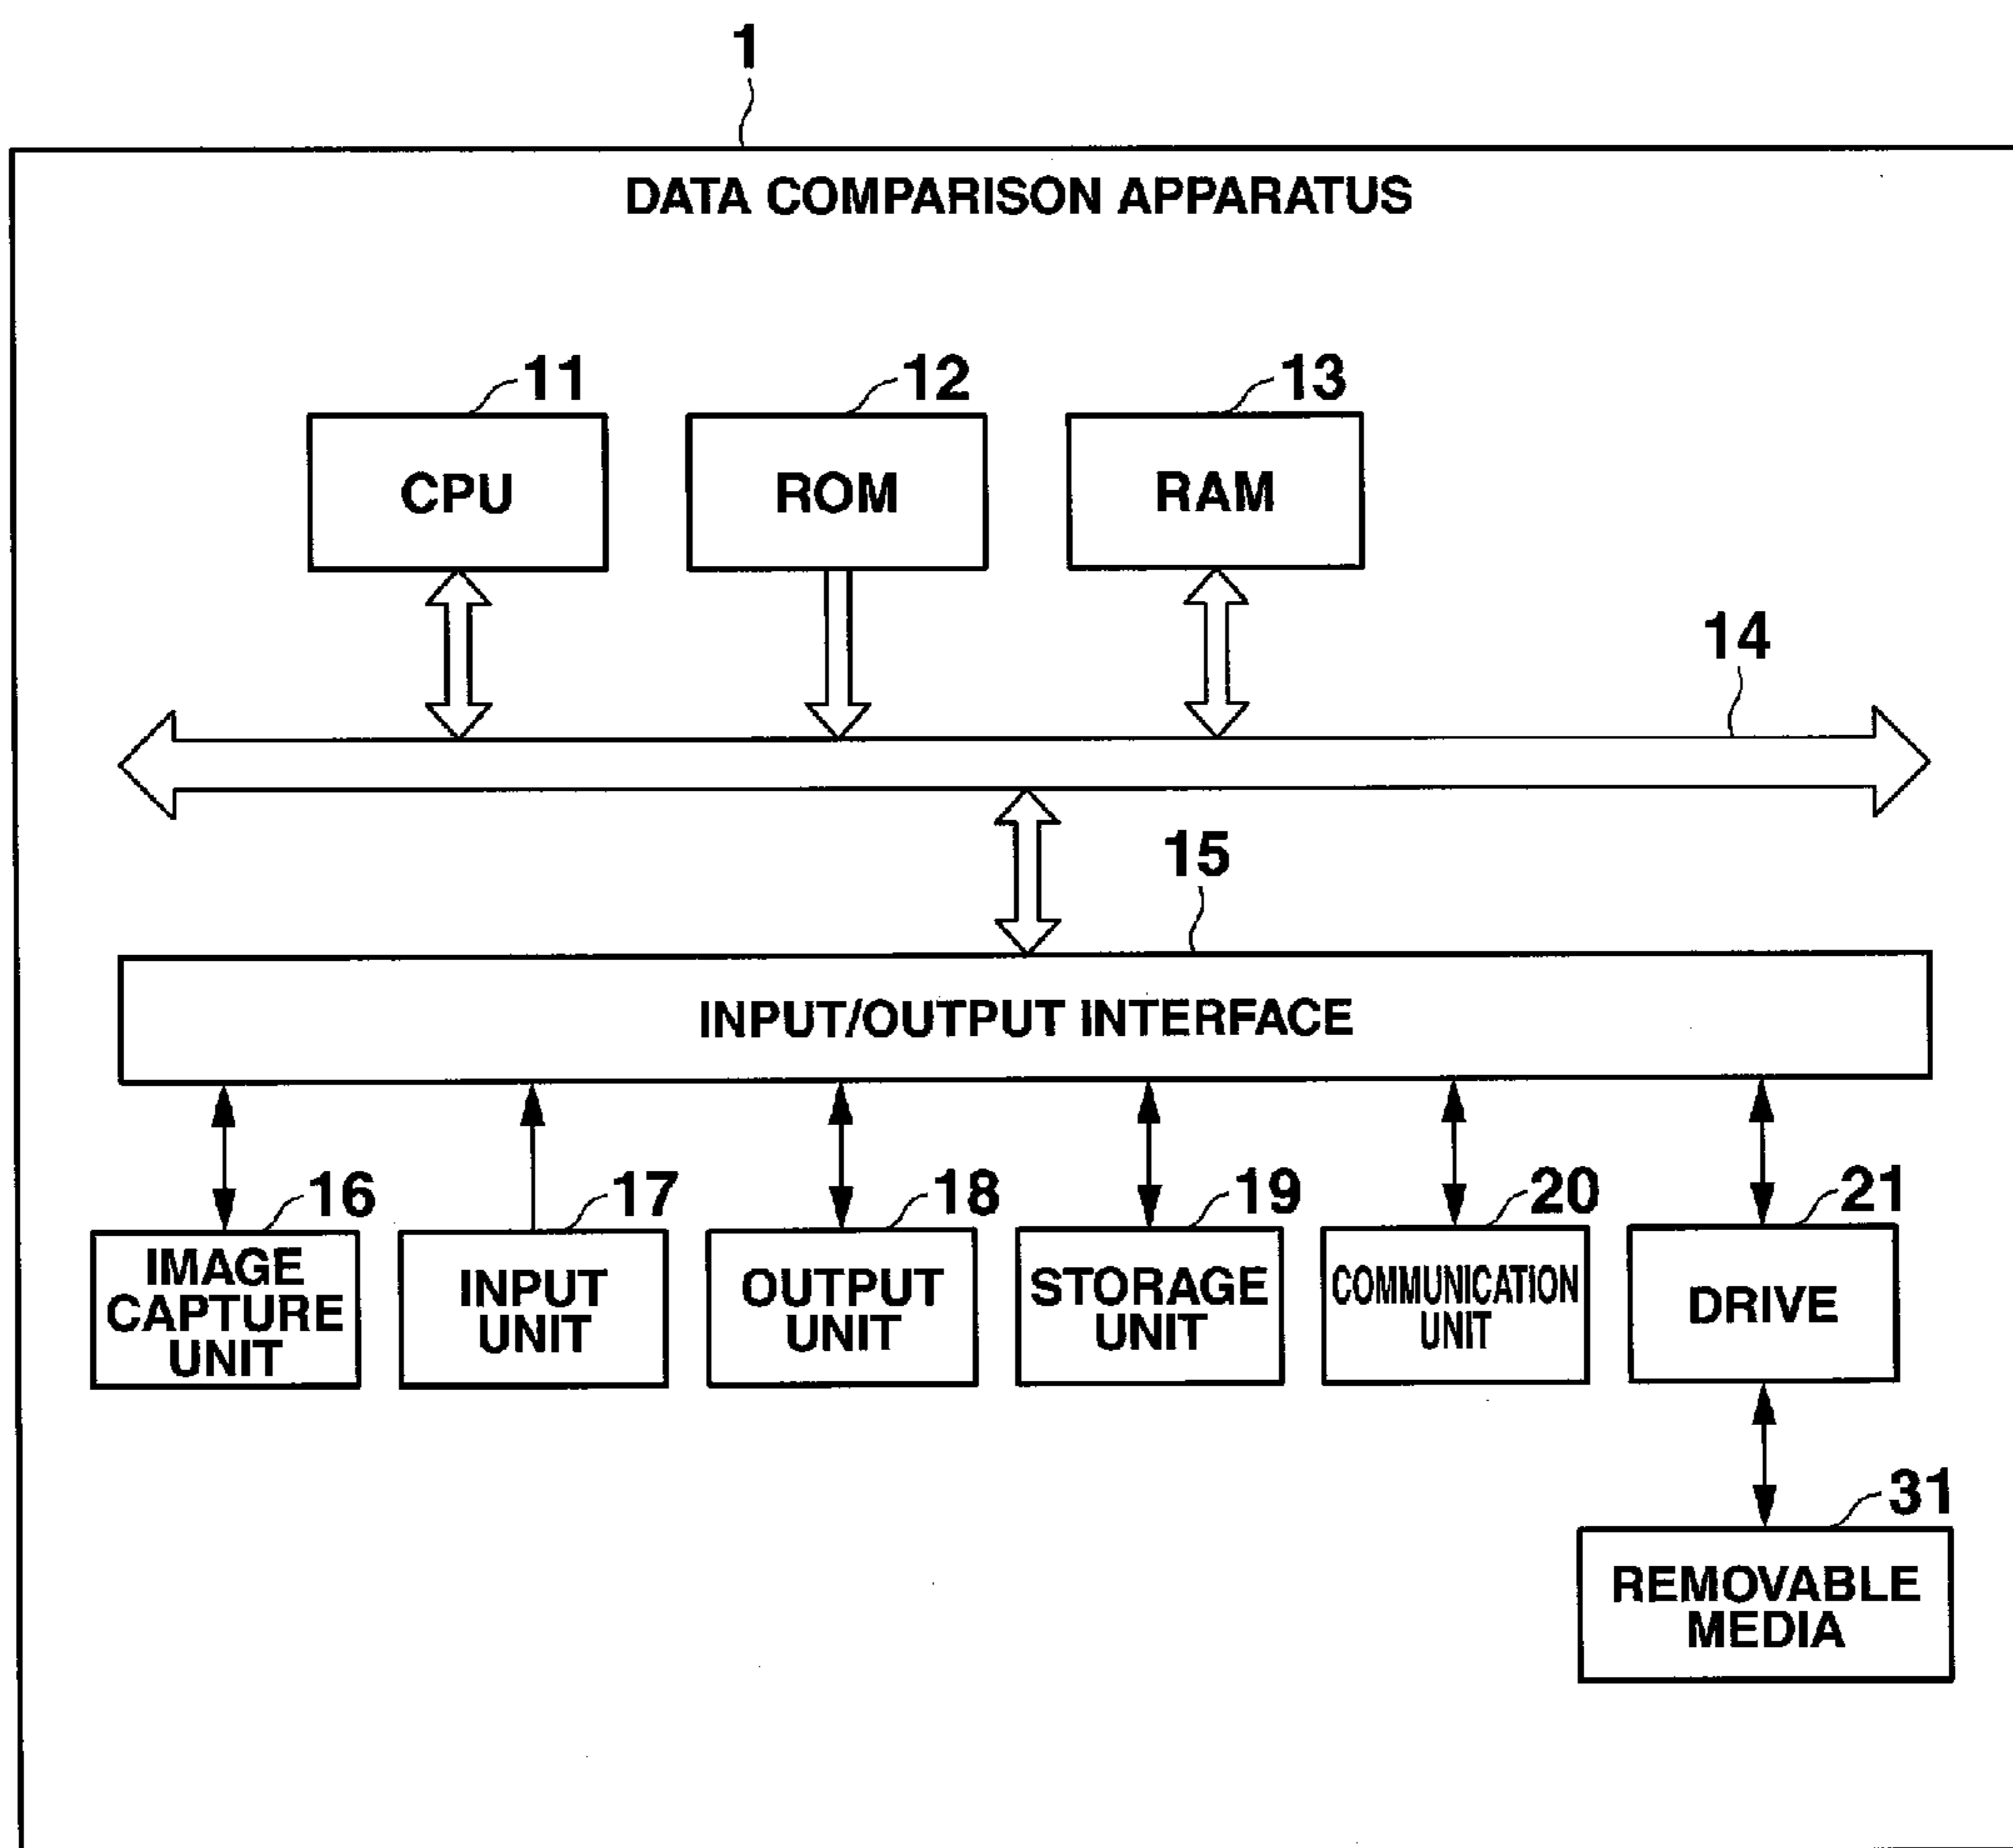 1
DATA COMPARISON APPARATUS
11
12
13
CPU
ROM
RAM
14
15
INPUT/OUTPUT INTERFACE
16
17
18
19
20
21
IMAGE
CAPTURE
UNIT
INPUT
UNIT
OUTPUT
UNIT
STORAGE
UNIT
COMMUNICATION
UNIT
DRIVE
31
REMOVABLE
MEDIA